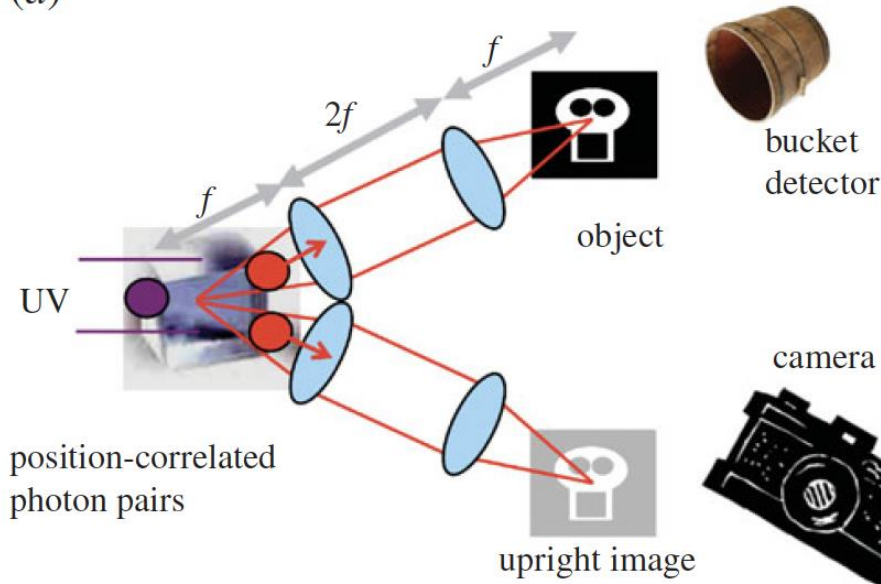 (a)
f
2f
f
UV
object
bucket
detector
camera
position-correlated
photon pairs
upright image